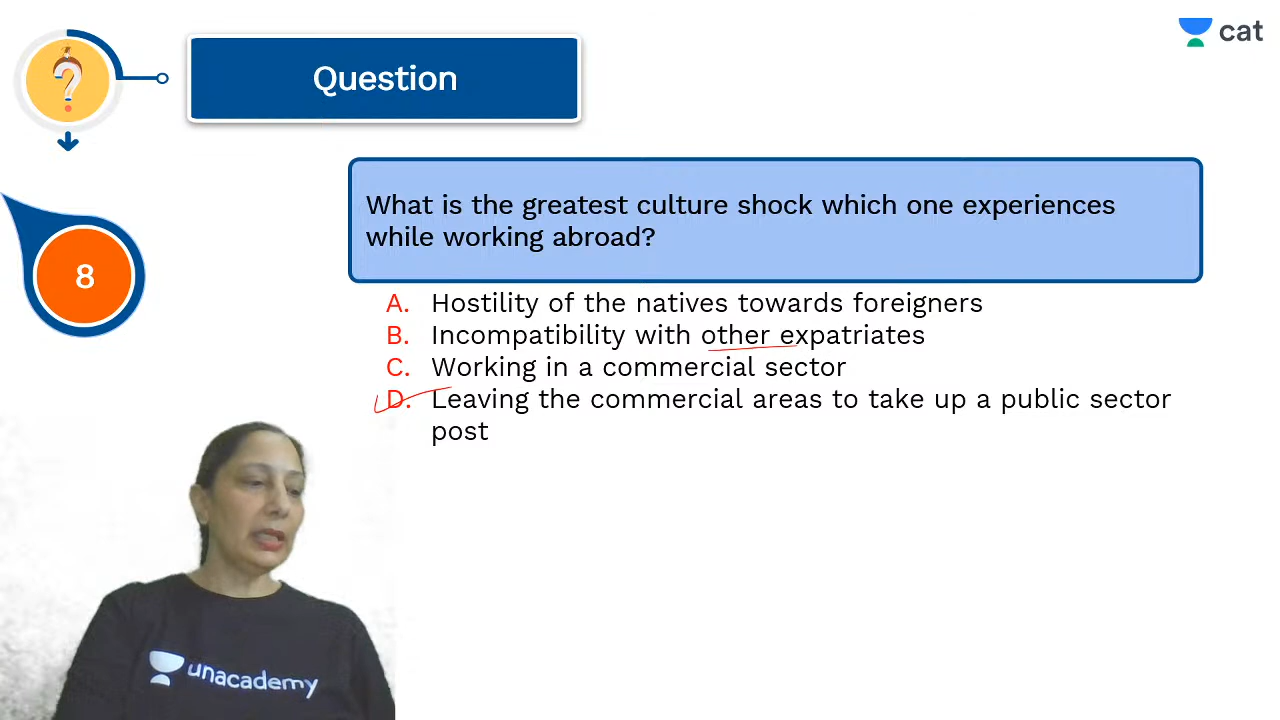 cat
Question
8
What is the greatest culture shock which one experiences
while working abroad?
A. Hostility of the natives towards foreigners
B. Incompatibility with other expatriates
C. Working in a commercial sector
D. Leaving the commercial areas to take up a public sector
post
unacademy